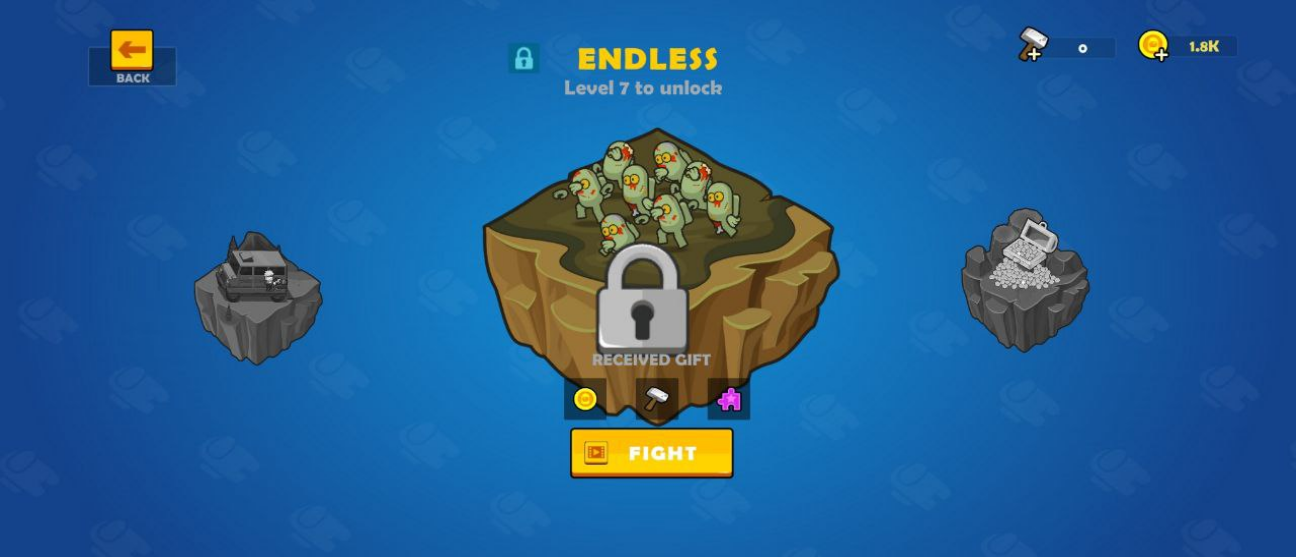 BACK
ENDLESS
Level 7 to unlock
0
1.8K
RECEIVED GIFT
FIGHT